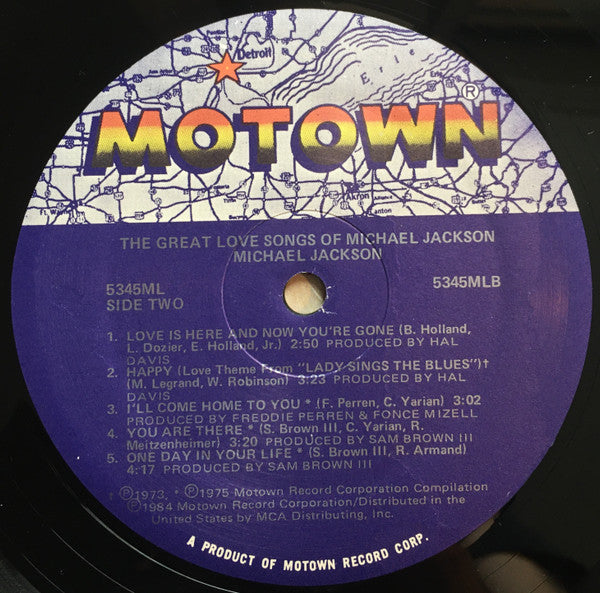 Detroit
Erie
MOTOWN®
Ft. Wayne
Akron
Canton
THE GREAT LOVE SONGS OF MICHAEL JACKSON
MICHAEL JACKSON
5345ML
5345MLB
SIDE TWO
1. LOVE IS HERE AND NOW YOU'RE GONE (B. Holland,
L. Dozier, E. Holland, Jr.) 2:50 PRODUCED BY HAL
DAVIS
2. HAPPY (Love Theme From "LADY SINGS THE BLUES")†
(M. Legrand, W. Robinson) 3:23 PRODUCED BY HAL
DAVIS
3. I'LL COME HOME TO YOU * (F. Perren, C. Yarian) 3:02
PRODUCED BY FREDDIE PERREN & FONCE MIZELL
4. YOU ARE THERE * (S. Brown III, C. Yarian, R.
Meitzenheimer) 3:20 PRODUCED BY SAM BROWN III
5. ONE DAY IN YOUR LIFE * (S. Brown III, R. Armand)
4:17 PRODUCED BY SAM BROWN III
† ℗1973, * ℗1975 Motown Record Corporation Compilation
℗1984 Motown Record Corporation/Distributed in the
United States by MCA Distributing, Inc.
A PRODUCT OF MOTOWN RECORD CORP.